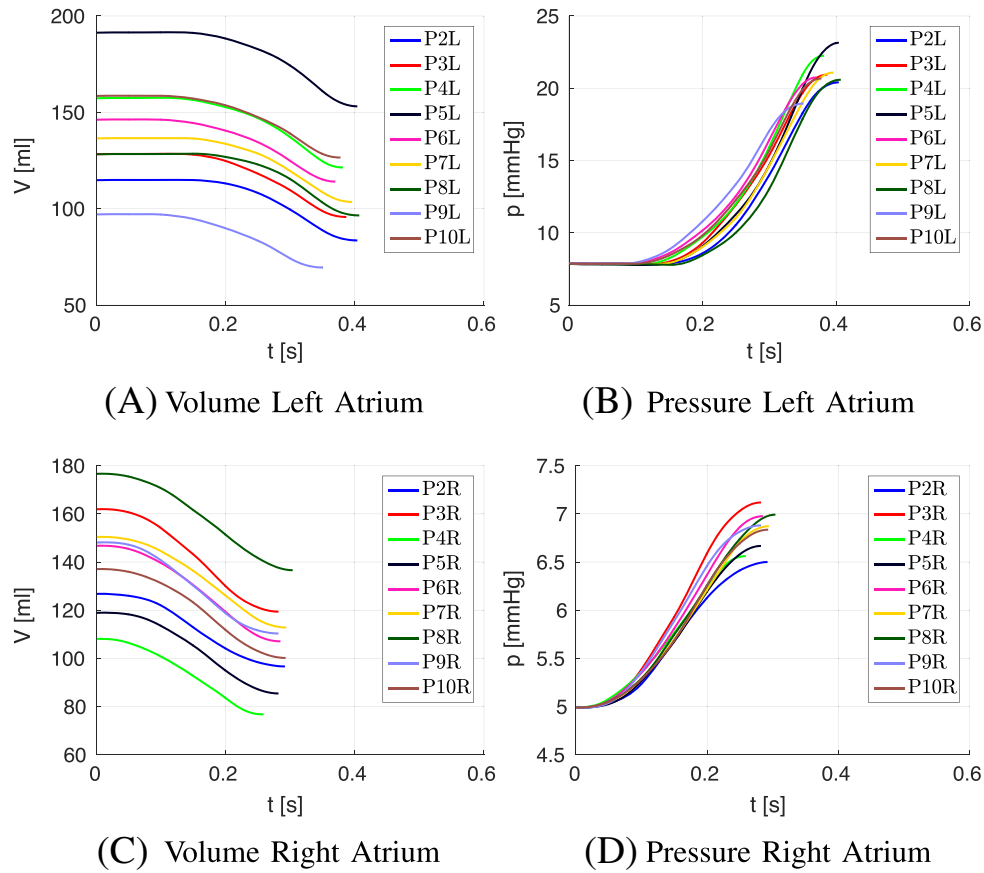 200
150
100
50
0
0.2
0.4
0.6
V [ml]
t [s]
P2L
P3L
P4L
P5L
P6L
P7L
P8L
P9L
P10L
(A) Volume Left Atrium
25
20
15
10
5
0
0.2
0.4
0.6
p [mmHg]
t [s]
P2L
P3L
P4L
P5L
P6L
P7L
P8L
P9L
P10L
(B) Pressure Left Atrium
180
160
140
120
100
80
60
0
0.2
0.4
0.6
V [ml]
t [s]
P2R
P3R
P4R
P5R
P6R
P7R
P8R
P9R
P10R
(C) Volume Right Atrium
7.5
7
6.5
6
5.5
5
4.5
0
0.2
0.4
0.6
p [mmHg]
t [s]
P2R
P3R
P4R
P5R
P6R
P7R
P8R
P9R
P10R
(D) Pressure Right Atrium